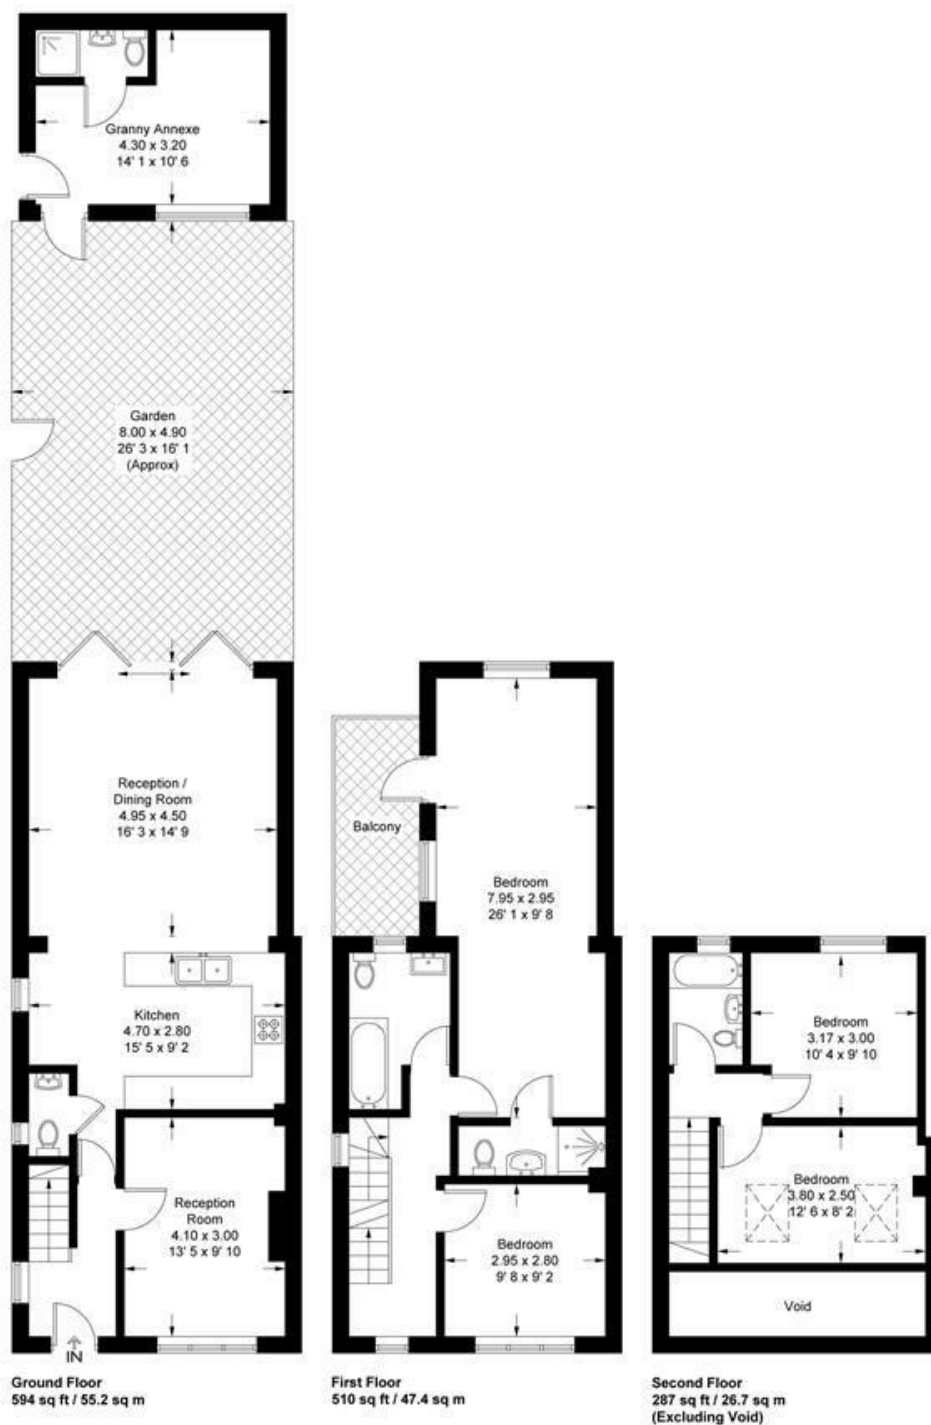 Granny Annexe
4.30 x 3.20
14' 1 x 10' 6
Garden
8.00 x 4.90
26' 3 x 16' 1
(Approx)
Reception /
Dining Room
4.95 x 4.50
16' 3 x 14' 9
Kitchen
4.70 x 2.80
15' 5 x 9' 2
Reception
Room
4.10 x 3.00
13' 5 x 9' 10
IN
Ground Floor
594 sq ft / 55.2 sq m
Balcony
Bedroom
7.95 x 2.95
26' 1 x 9' 8
Bedroom
2.95 x 2.80
9' 8 x 9' 2
First Floor
510 sq ft / 47.4 sq m
Bedroom
3.17 x 3.00
10' 4 x 9' 10
Bedroom
3.80 x 2.50
12' 6 x 8' 2
Void
Second Floor
287 sq ft / 26.7 sq m
(Excluding Void)